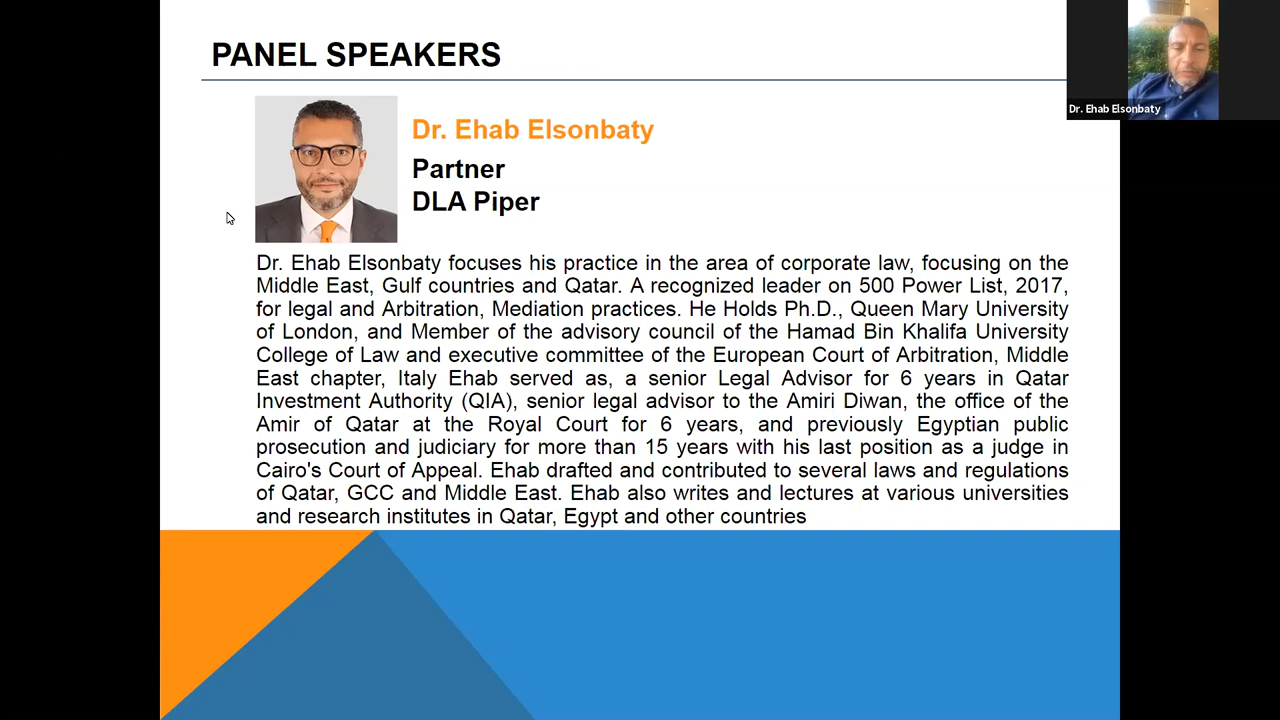 PANEL SPEAKERS
Dr. Ehab Elsonbaty
Dr. Ehab Elsonbaty
Partner
DLA Piper
Dr. Ehab Elsonbaty focuses his practice in the area of corporate law, focusing on the
Middle East, Gulf countries and Qatar. A recognized leader on 500 Power List, 2017,
for legal and Arbitration, Mediation practices. He Holds Ph.D., Queen Mary University
of London, and Member of the advisory council of the Hamad Bin Khalifa University
College of Law and executive committee of the European Court of Arbitration, Middle
East chapter, Italy Ehab served as, a senior Legal Advisor for 6 years in Qatar
Investment Authority (QIA), senior legal advisor to the Amiri Diwan, the office of the
Amir of Qatar at the Royal Court for 6 years, and previously Egyptian public
prosecution and judiciary for more than 15 years with his last position as a judge in
Cairo's Court of Appeal. Ehab drafted and contributed to several laws and regulations
of Qatar, GCC and Middle East. Ehab also writes and lectures at various universities
and research institutes in Qatar, Egypt and other countries